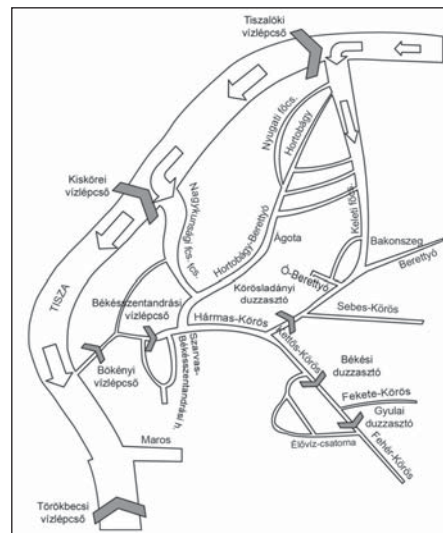 Tiszalöki
vízlépcső
Nyugati főcs.
Hortobágy
Kiskörei
vízlépcső
Nagykunsági fcs.
fcs.
Keleti főcs.
Hortobágy-Berettyó
Ágota
Bakonszeg
Berettyó
Ó-Berettyó
TISZA
Békésszentandrási
vízlépcső
Körösladányi
duzzasztó
Sebes-Körös
Hármas-Körös
Kettős-Körös
Bökényi
vízlépcső
Szarvas-
Békésszentandrási h.
Békési
duzzasztó
Fekete-Körös
Gyulai
duzzasztó
Élővíz-csatorna
Fehér-Körös
Maros
Törökbecsi
vízlépcső